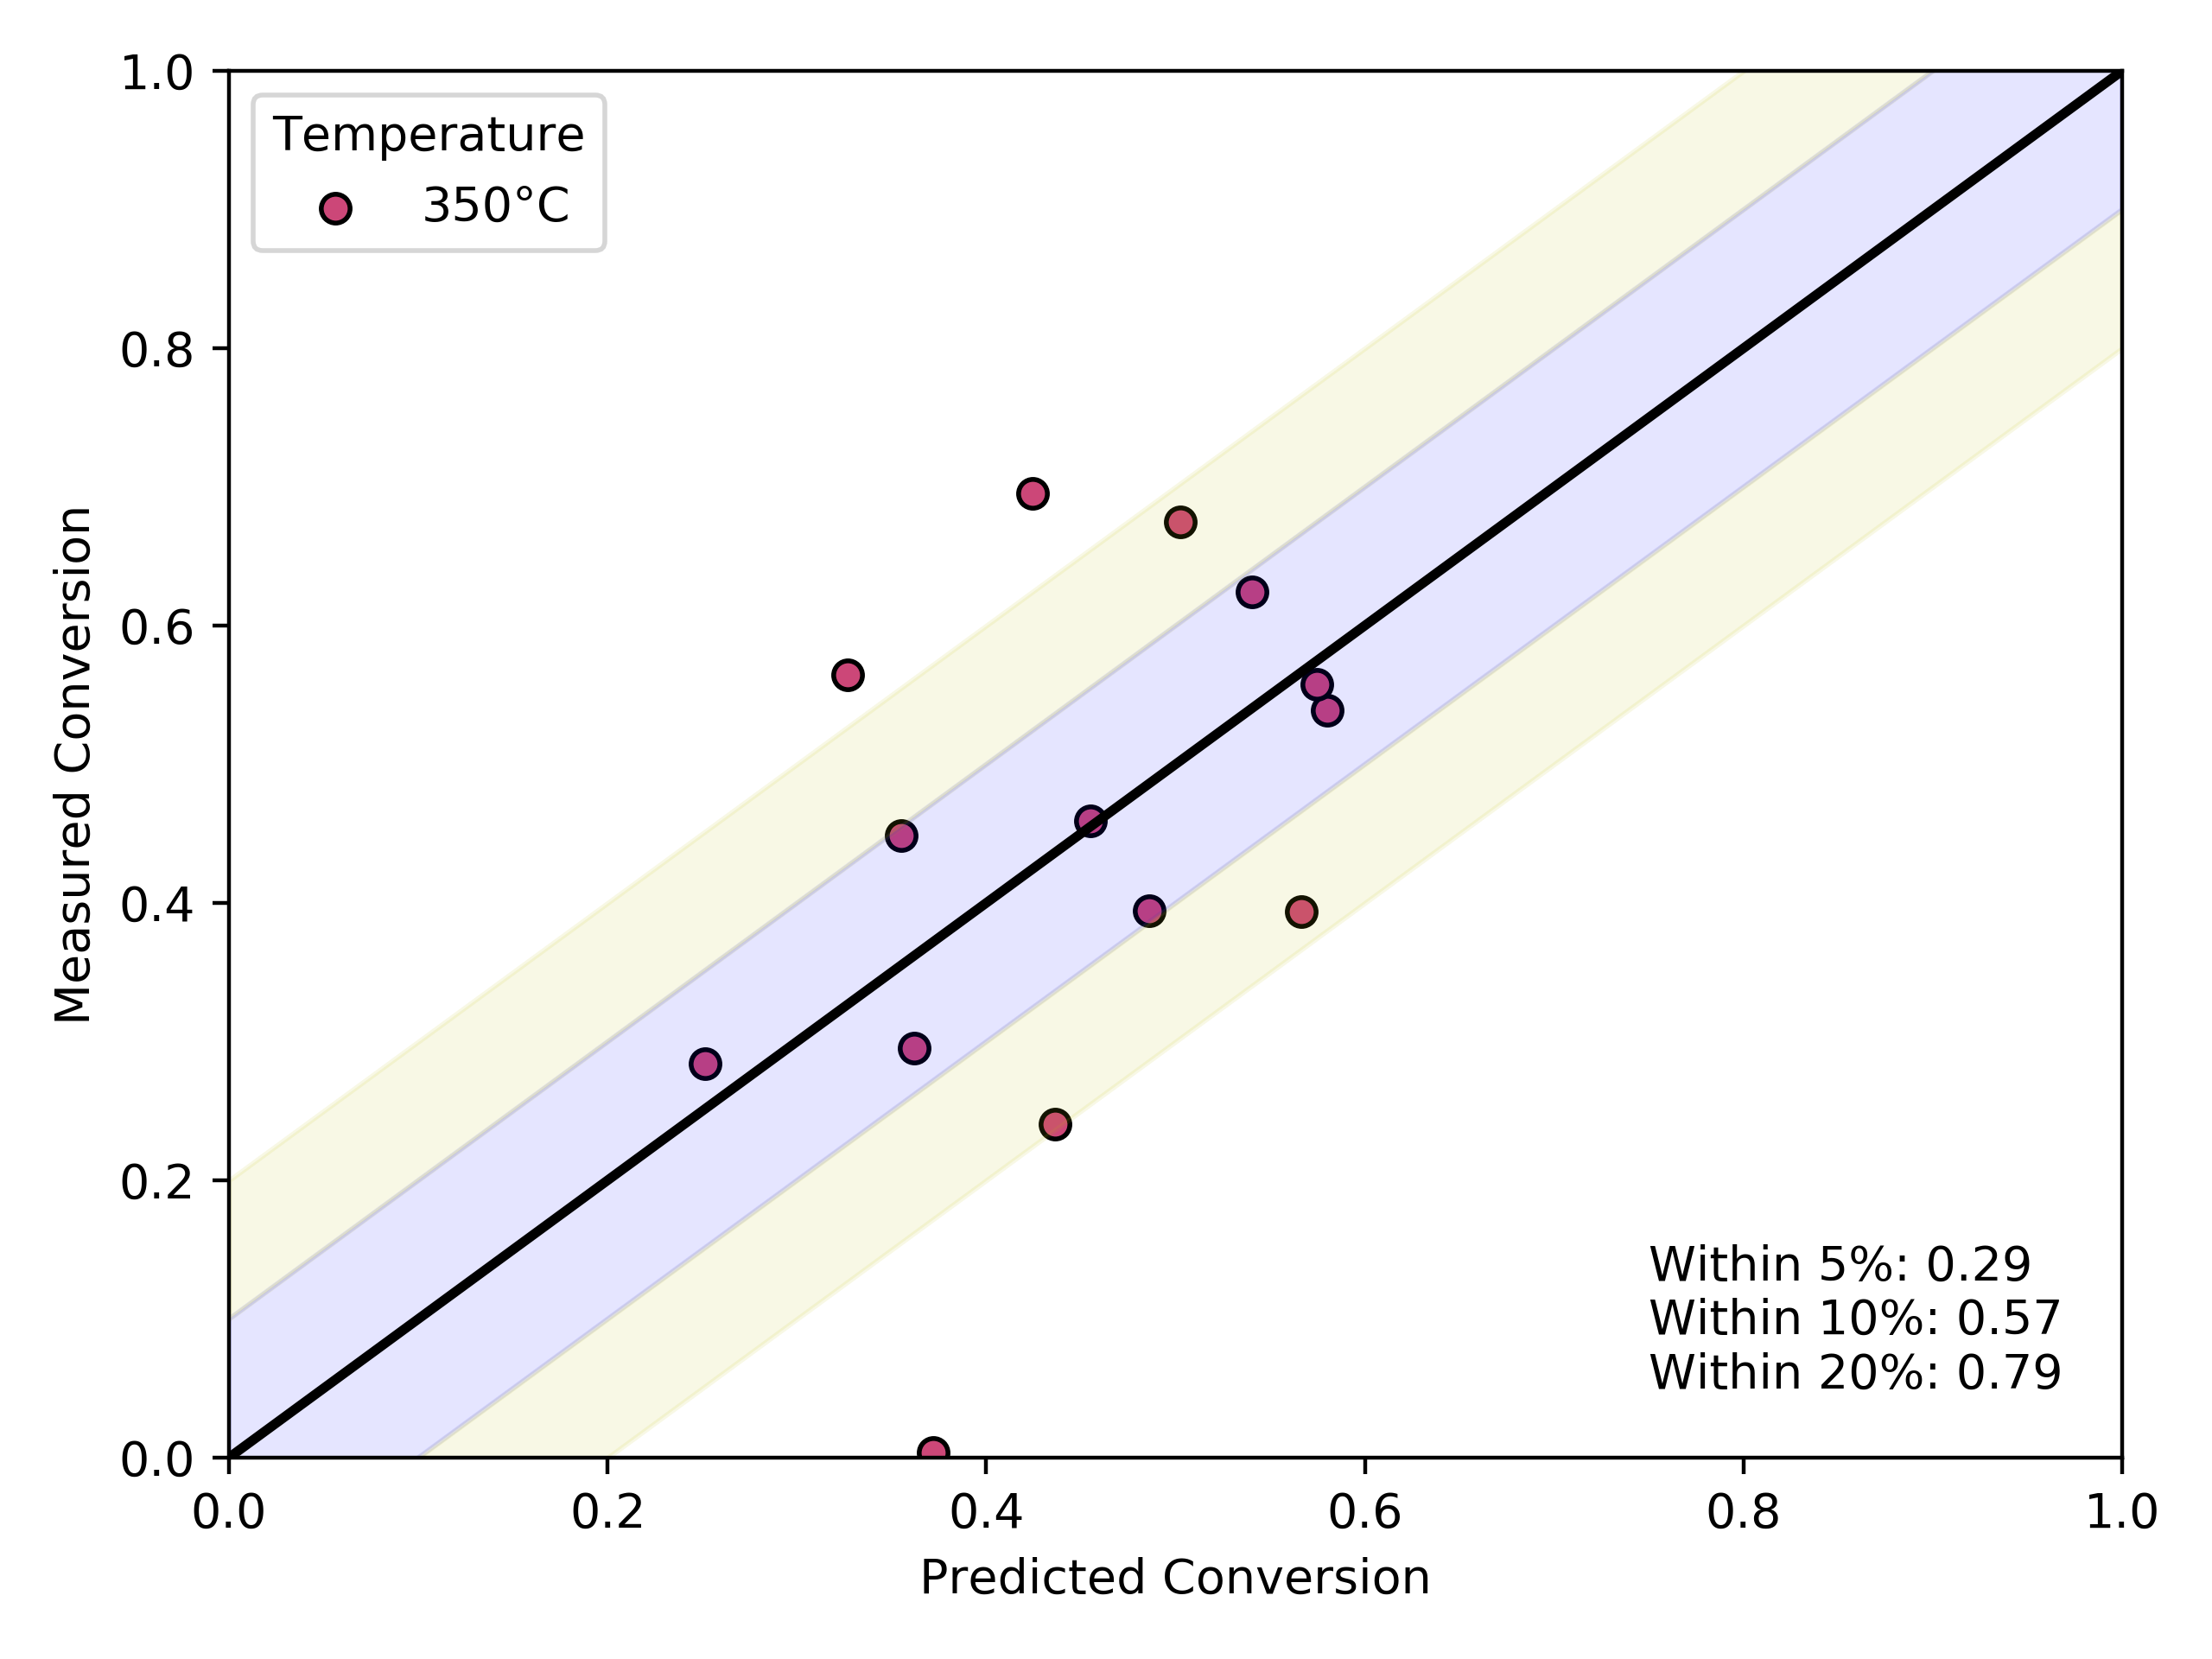 Temperature
350°C
1.0
0.8
0.6
0.4
0.2
0.0
Measured Conversion
Within 5%: 0.29
Within 10%: 0.57
Within 20%: 0.79
0.0 0.2 0.4 0.6 0.8 1.0
Predicted Conversion